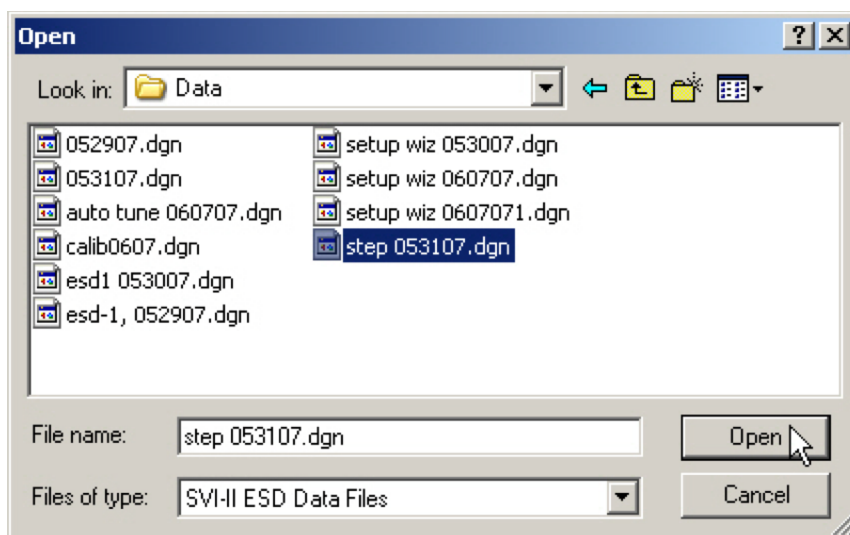 Open
Look in: Data
052907.dgn
053107.dgn
auto tune 060707.dgn
calib0607.dgn
esd1 053007.dgn
esd-1, 052907.dgn
setup wiz 053007.dgn
setup wiz 060707.dgn
setup wiz 0607071.dgn
step 053107.dgn
File name: step 053107.dgn
Open
Files of type: SVI-II ESD Data Files
Cancel